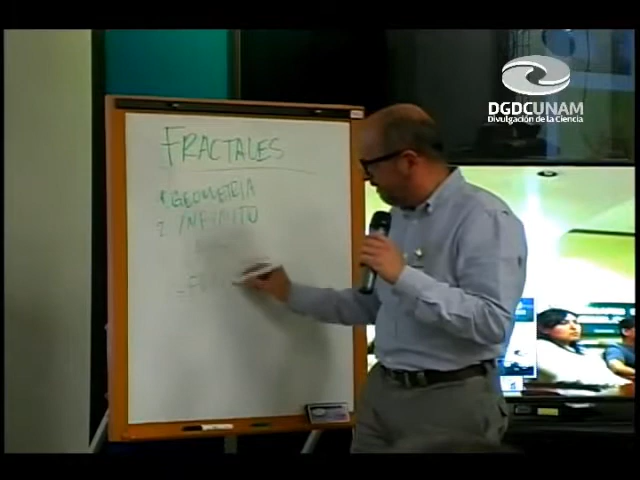 DGDCUNAM
Divulgación de la Ciencia
FRACTALES
1 GEOMETRIA
2 INFINITO